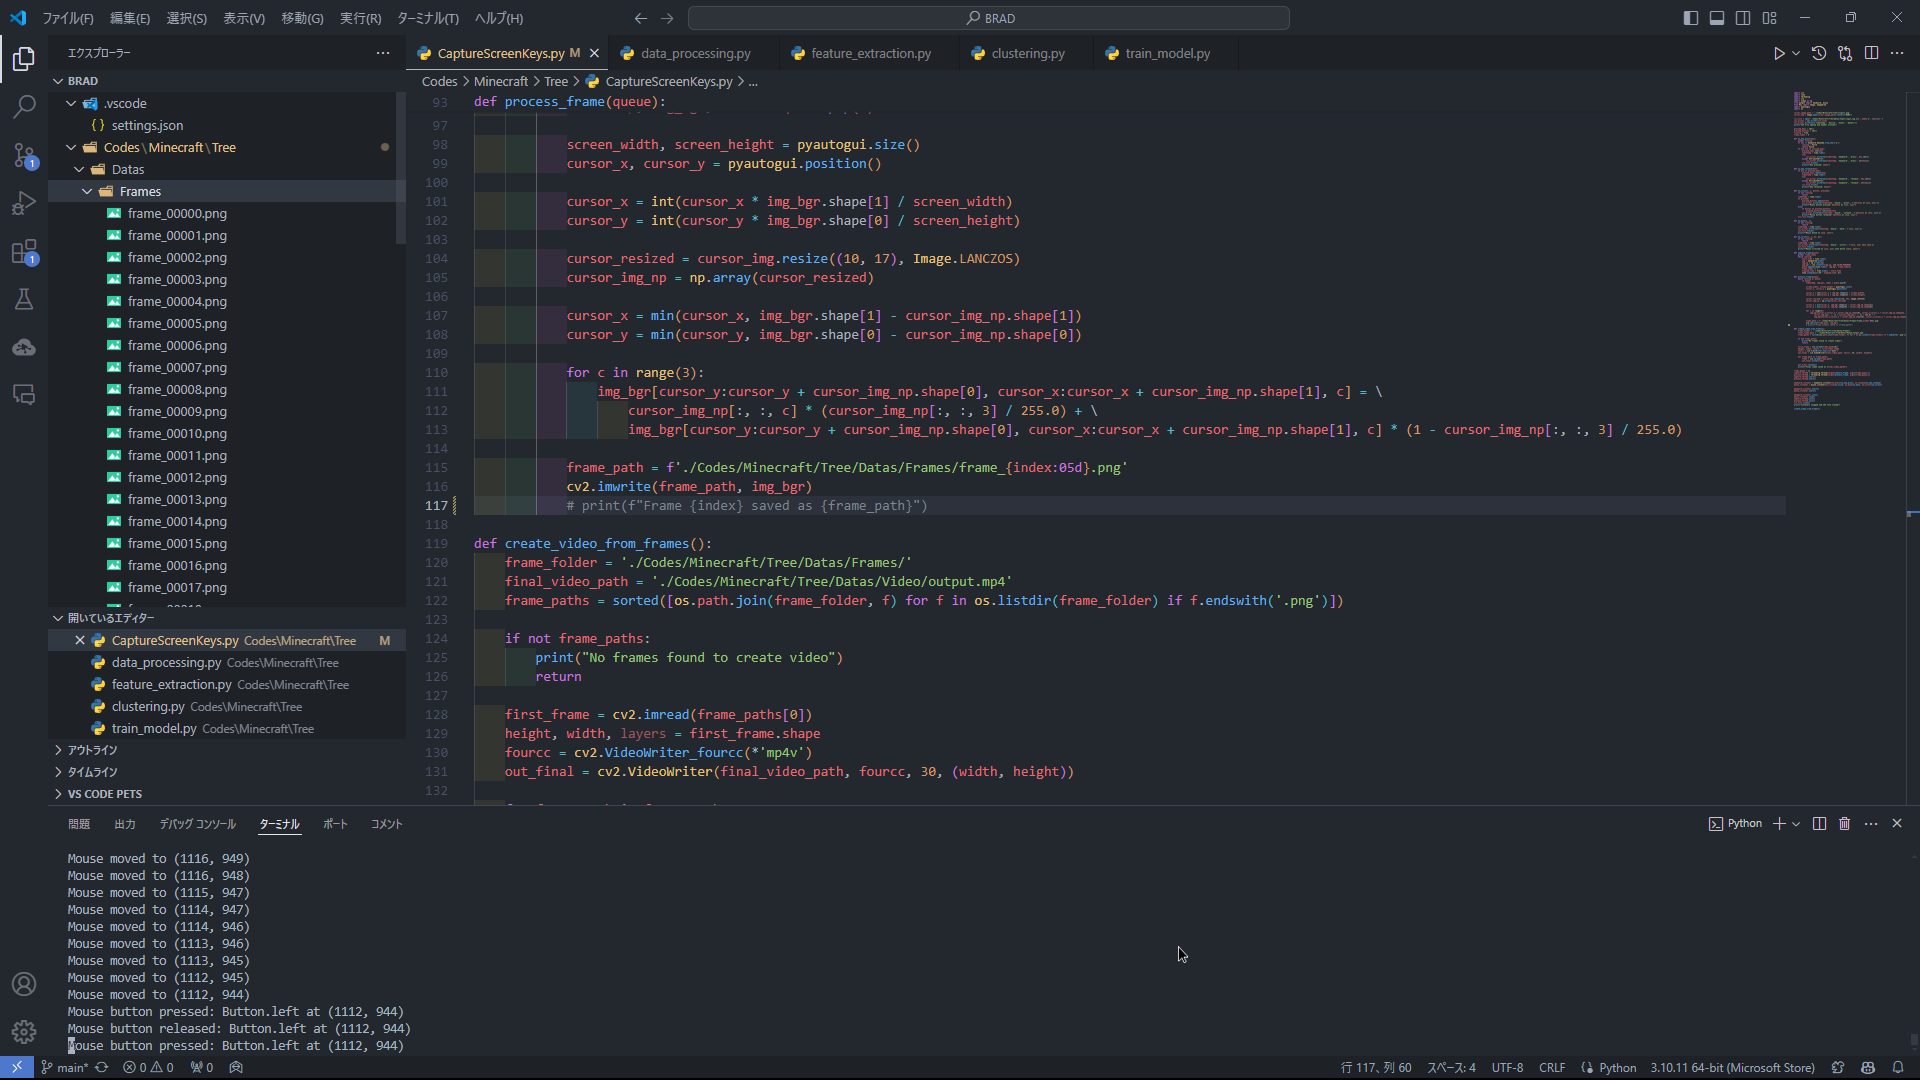 ファイル(F) 編集(E) 選択(S) 表示(V) 移動(G) 実行(R) ターミナル(T) ヘルプ(H)
BRAD
エクスプローラー
CaptureScreenKeys.py M
data_processing.py
feature_extraction.py
clustering.py
train_model.py
BRAD
.vscode
{ } settings.json
Codes\Minecraft\Tree
Datas
Frames
frame_00000.png
frame_00001.png
frame_00002.png
frame_00003.png
frame_00004.png
frame_00005.png
frame_00006.png
frame_00007.png
frame_00008.png
frame_00009.png
frame_00010.png
frame_00011.png
frame_00012.png
frame_00013.png
frame_00014.png
frame_00015.png
frame_00016.png
frame_00017.png
開いているエディター
CaptureScreenKeys.py Codes\Minecraft\Tree M
data_processing.py Codes\Minecraft\Tree
feature_extraction.py Codes\Minecraft\Tree
clustering.py Codes\Minecraft\Tree
train_model.py Codes\Minecraft\Tree
アウトライン
タイムライン
VS CODE PETS
1
1
Codes > Minecraft > Tree > CaptureScreenKeys.py > ...
93 def process_frame(queue):
97
98 screen_width, screen_height = pyautogui.size()
99 cursor_x, cursor_y = pyautogui.position()
100
101 cursor_x = int(cursor_x * img_bgr.shape[1] / screen_width)
102 cursor_y = int(cursor_y * img_bgr.shape[0] / screen_height)
103
104 cursor_resized = cursor_img.resize((10, 17), Image.LANCZOS)
105 cursor_img_np = np.array(cursor_resized)
106
107 cursor_x = min(cursor_x, img_bgr.shape[1] - cursor_img_np.shape[1])
108 cursor_y = min(cursor_y, img_bgr.shape[0] - cursor_img_np.shape[0])
109
110 for c in range(3):
111 img_bgr[cursor_y:cursor_y + cursor_img_np.shape[0], cursor_x:cursor_x + cursor_img_np.shape[1], c] = \
112 cursor_img_np[:, :, c] * (cursor_img_np[:, :, 3] / 255.0) + \
113 img_bgr[cursor_y:cursor_y + cursor_img_np.shape[0], cursor_x:cursor_x + cursor_img_np.shape[1], c] * (1 - cursor_img_np[:, :, 3] / 255.0)
114
115 frame_path = f'./Codes/Minecraft/Tree/Datas/Frames/frame_{index:05d}.png'
116 cv2.imwrite(frame_path, img_bgr)
117 # print(f"Frame {index} saved as {frame_path}")
118
119 def create_video_from_frames():
120 frame_folder = './Codes/Minecraft/Tree/Datas/Frames/'
121 final_video_path = './Codes/Minecraft/Tree/Datas/Video/output.mp4'
122 frame_paths = sorted([os.path.join(frame_folder, f) for f in os.listdir(frame_folder) if f.endswith('.png')])
123
124 if not frame_paths:
125 print("No frames found to create video")
126 return
127
128 first_frame = cv2.imread(frame_paths[0])
129 height, width, layers = first_frame.shape
130 fourcc = cv2.VideoWriter_fourcc(*'mp4v')
131 out_final = cv2.VideoWriter(final_video_path, fourcc, 30, (width, height))
132
問題 出力 デバッグ コンソール ターミナル ポート コメント
Python
Mouse moved to (1116, 949)
Mouse moved to (1116, 948)
Mouse moved to (1115, 947)
Mouse moved to (1114, 947)
Mouse moved to (1114, 946)
Mouse moved to (1113, 946)
Mouse moved to (1113, 945)
Mouse moved to (1112, 945)
Mouse moved to (1112, 944)
Mouse button pressed: Button.left at (1112, 944)
Mouse button released: Button.left at (1112, 944)
Mouse button pressed: Button.left at (1112, 944)
main* 0 0 0
行 117、列 60 スペース: 4 UTF-8 CRLF Python 3.10.11 64-bit (Microsoft Store)